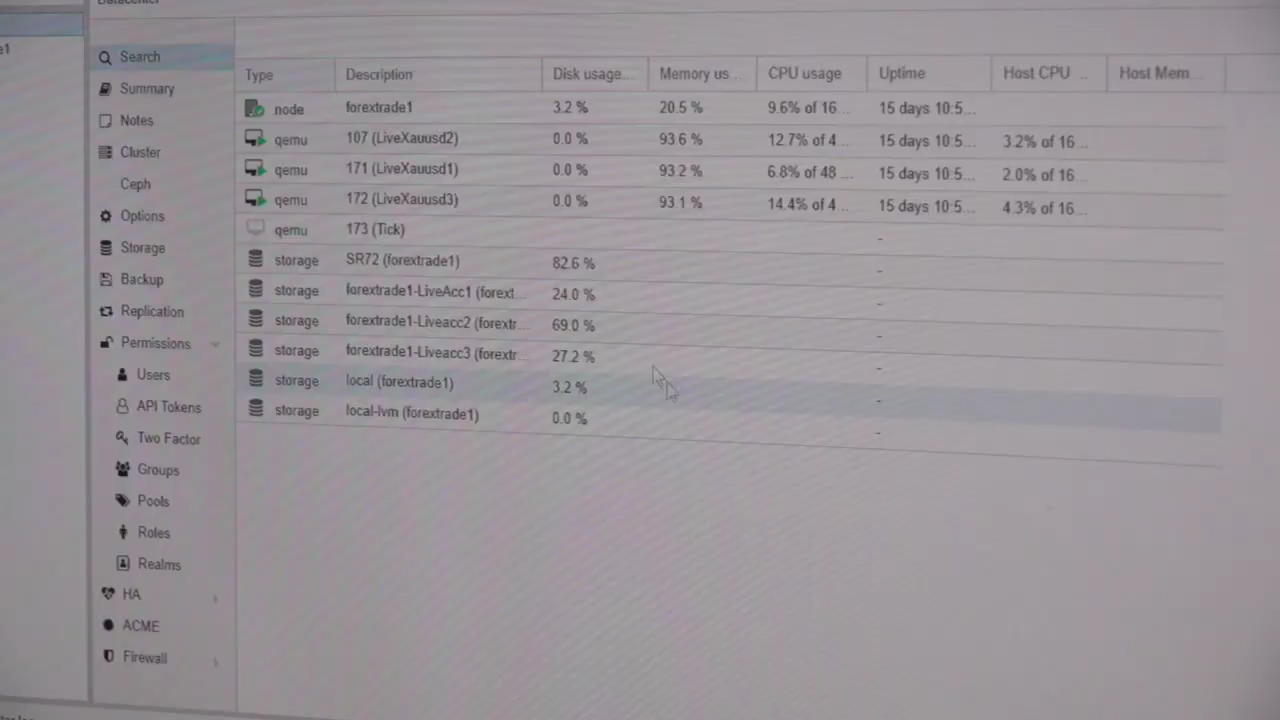 Datacenter
e1
Search
Summary
Notes
Cluster
Ceph
Options
Storage
Backup
Replication
Permissions
Users
API Tokens
Two Factor
Groups
Pools
Roles
Realms
HA
ACME
Firewall
Type Description Disk usage... Memory us... CPU usage Uptime Host CPU ... Host Mem...
node forextrade1 3.2 % 20.5 % 9.6% of 16... 15 days 10:5...
qemu 107 (LiveXauusd2) 0.0 % 93.6 % 12.7% of 4... 15 days 10:5... 3.2% of 16...
qemu 171 (LiveXauusd1) 0.0 % 93.2 % 6.8% of 48 ... 15 days 10:5... 2.0% of 16...
qemu 172 (LiveXauusd3) 0.0 % 93.1 % 14.4% of 4... 15 days 10:5... 4.3% of 16...
qemu 173 (Tick) -
storage SR72 (forextrade1) 82.6 % -
storage forextrade1-LiveAcc1 (forext... 24.0 % -
storage forextrade1-Liveacc2 (forextr... 69.0 % -
storage forextrade1-Liveacc3 (forextr... 27.2 % -
storage local (forextrade1) 3.2 % -
storage local-lvm (forextrade1) 0.0 % -